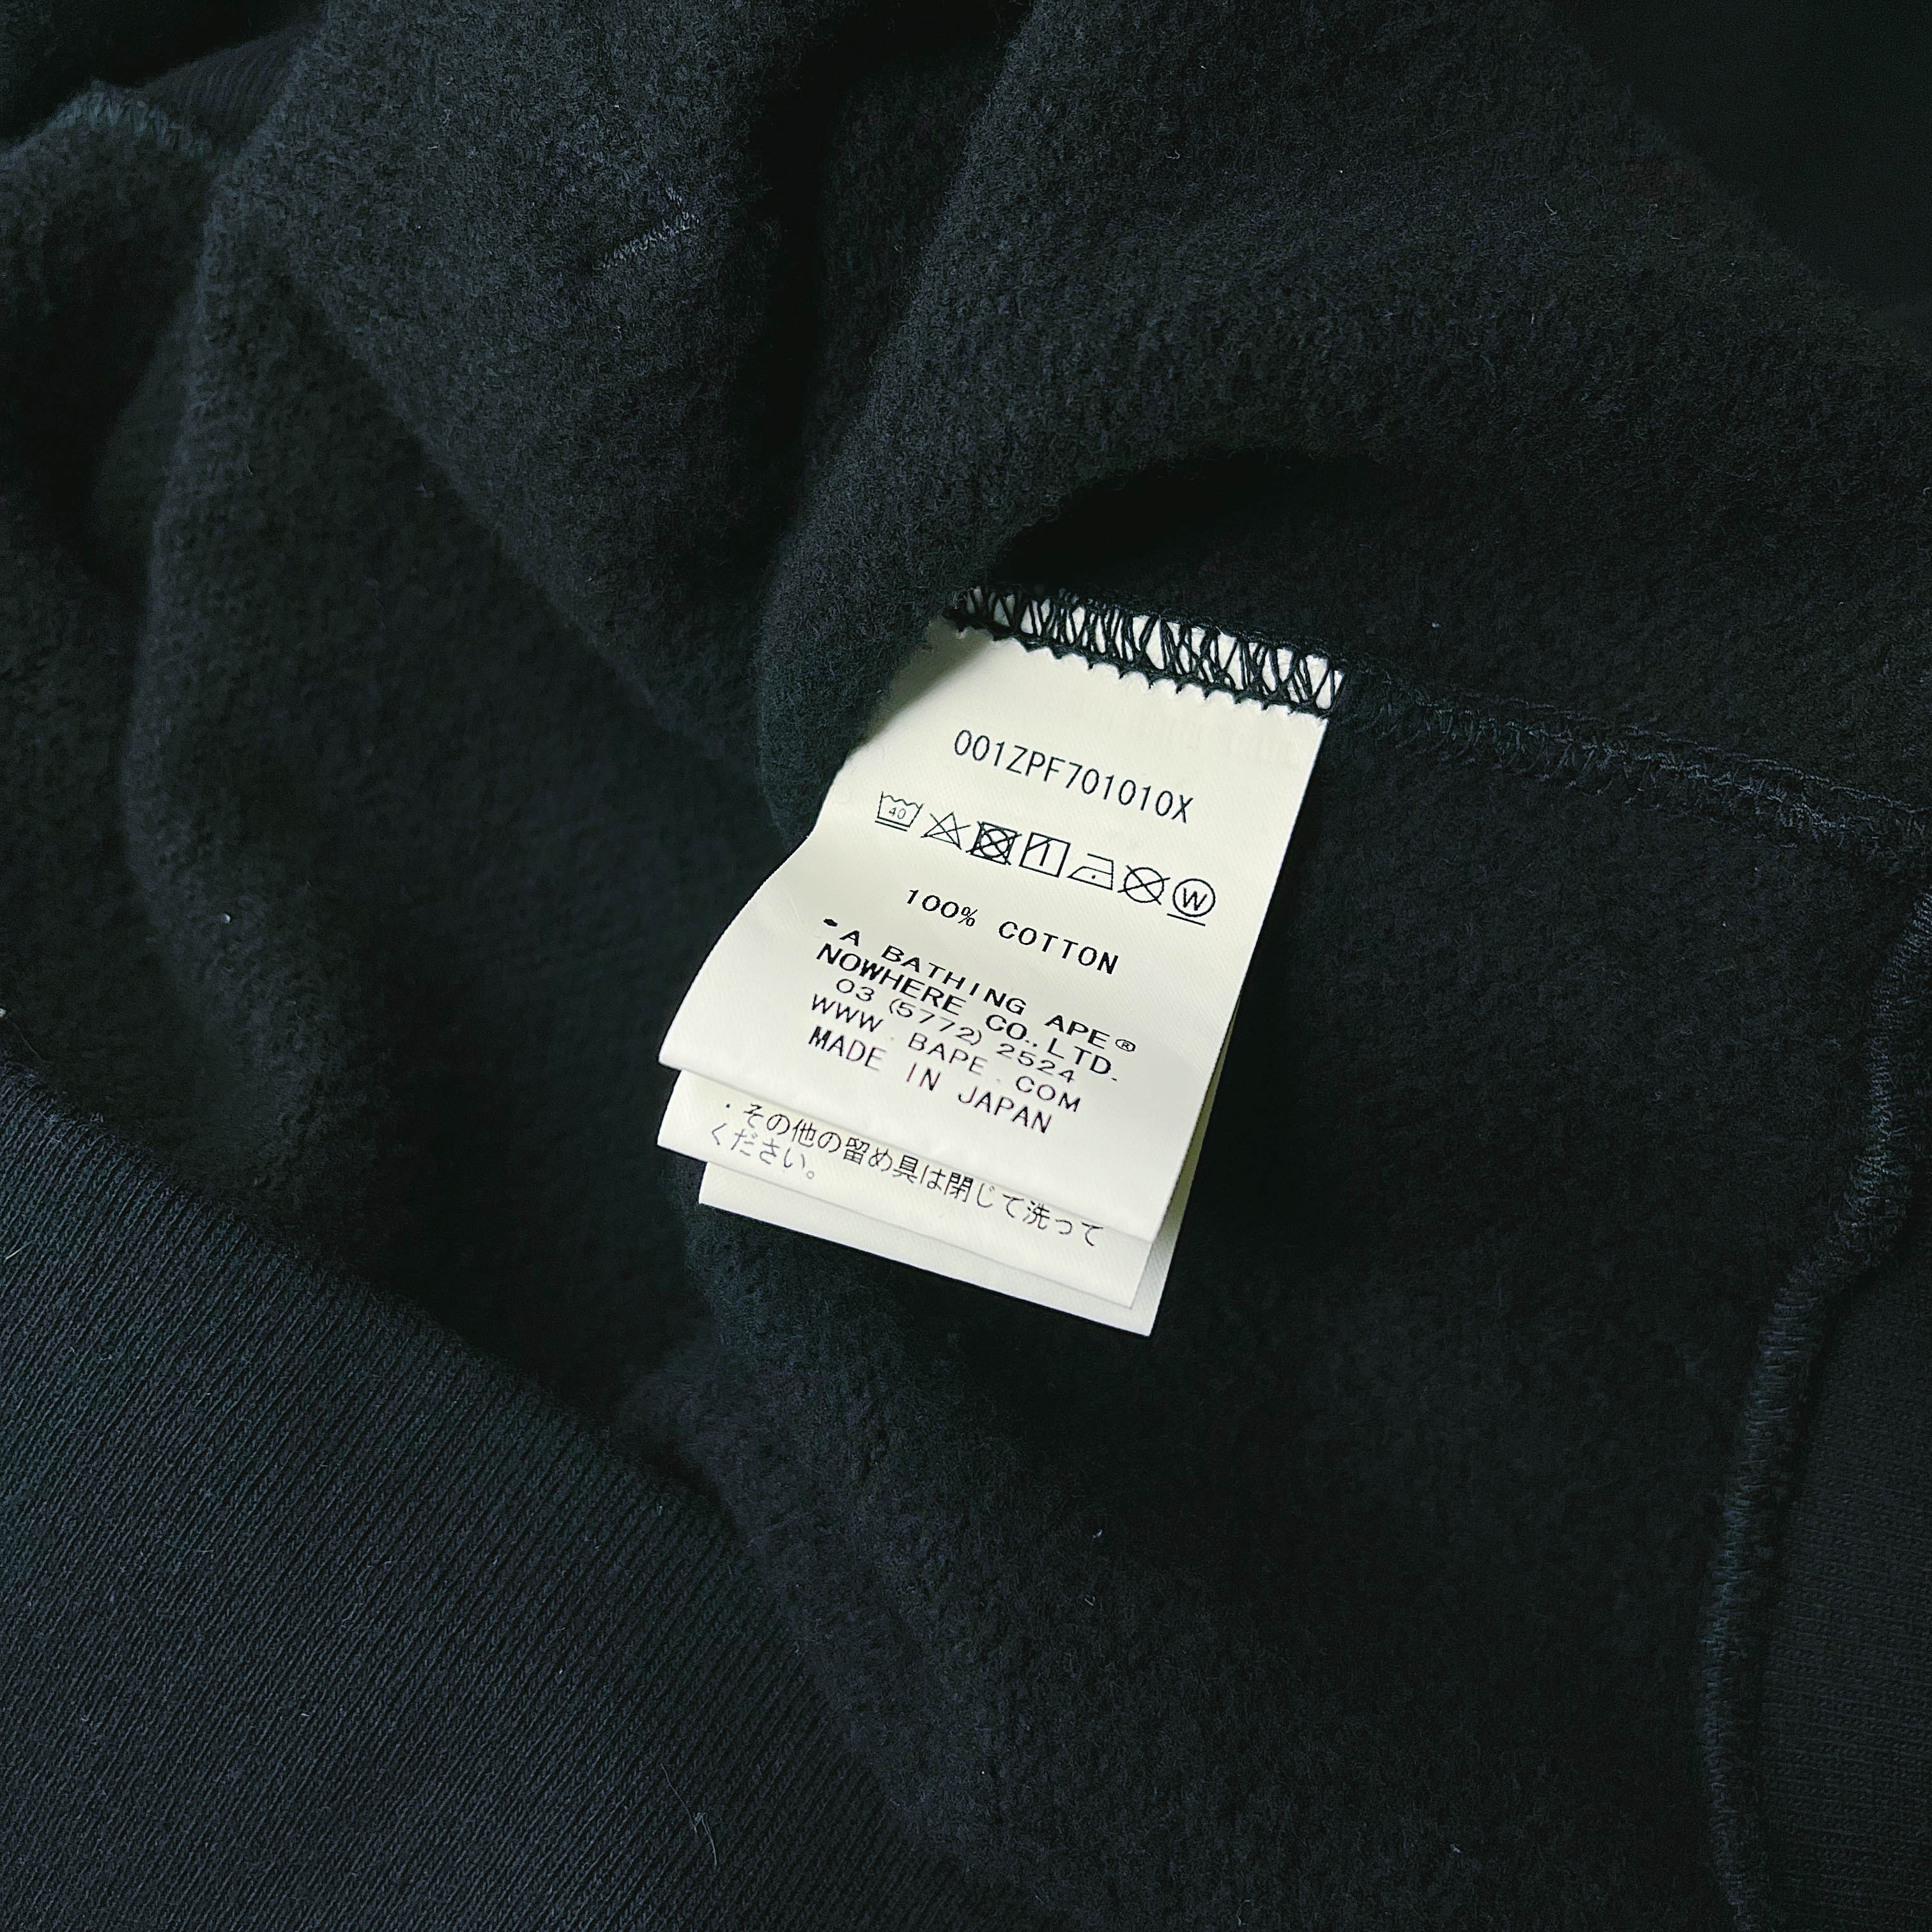 001ZPF701010X
40
W
100% COTTON
A BATHING APE®
NOWHERE CO.,LTD.
03 (5772) 2524
WWW.BAPE.COM
MADE IN JAPAN
・その他の留め具は閉じて洗って
ください。